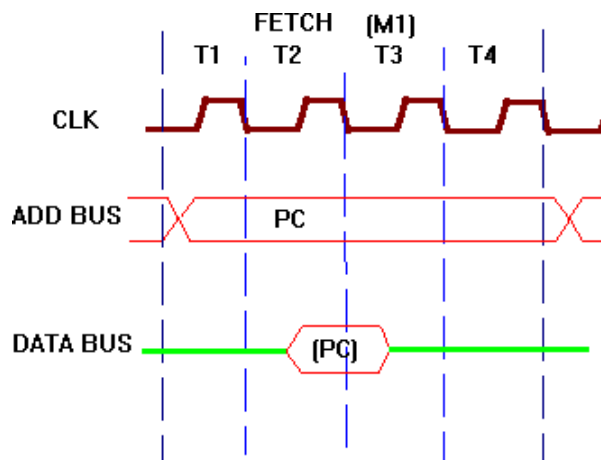 FETCH (M1)
T1 T2 T3 T4
CLK
ADD BUS PC
DATA BUS (PC)